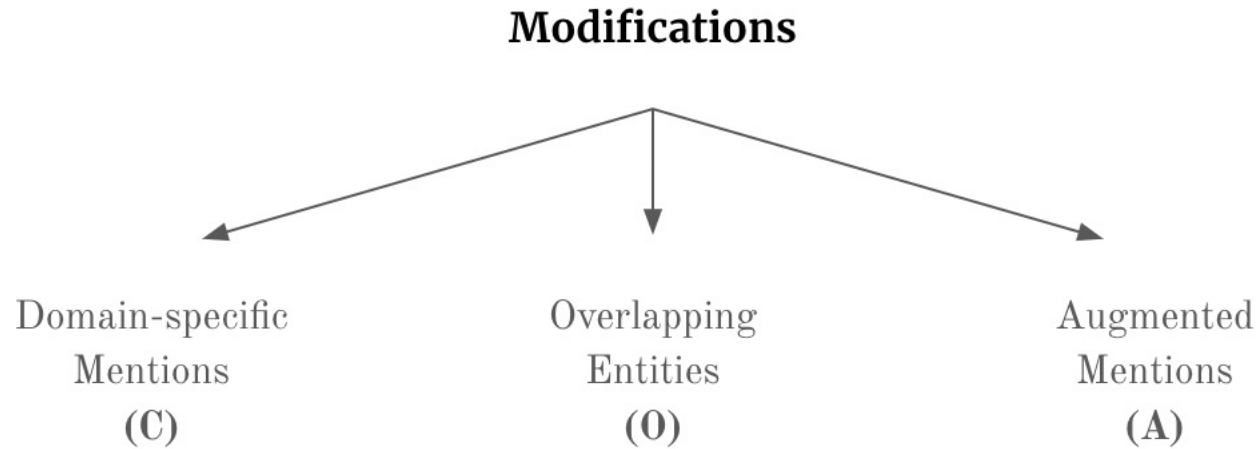 Modifications
Domain-specific
Mentions
(C)
Overlapping
Entities
(O)
Augmented
Mentions
(A)